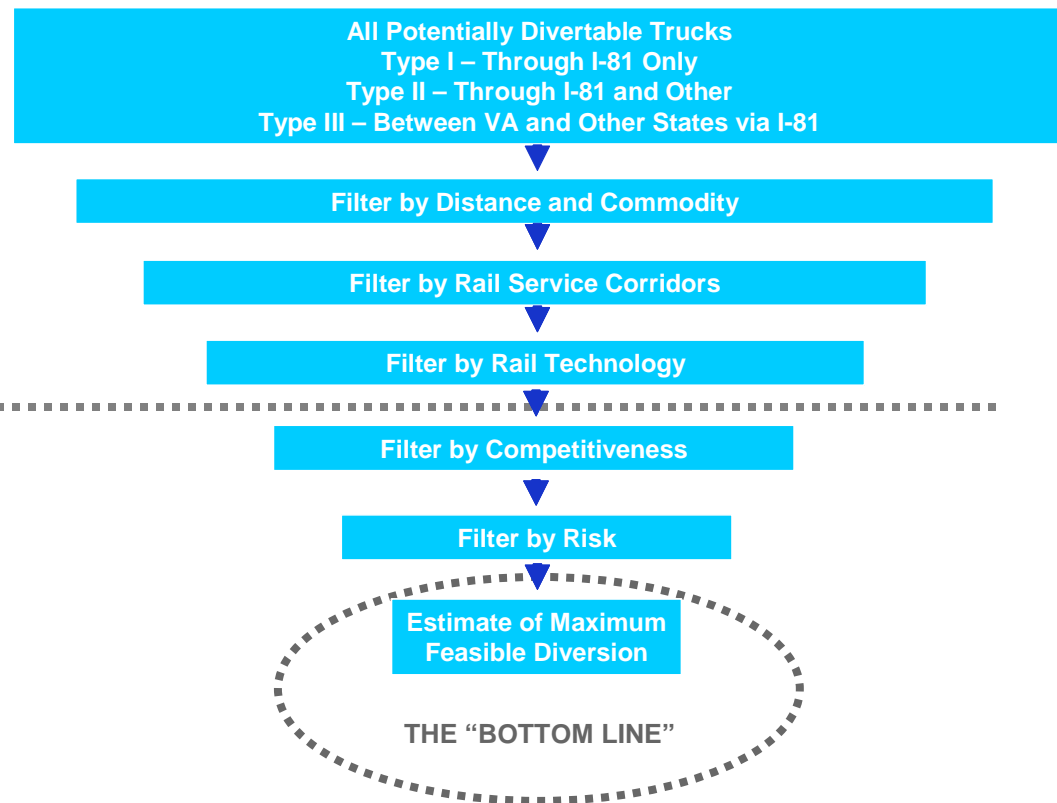 All Potentially Divertable Trucks
Type I – Through I-81 Only
Type II – Through I-81 and Other
Type III – Between VA and Other States via I-81
Filter by Distance and Commodity
Filter by Rail Service Corridors
Filter by Rail Technology
Filter by Competitiveness
Filter by Risk
Estimate of Maximum
Feasible Diversion
THE “BOTTOM LINE”